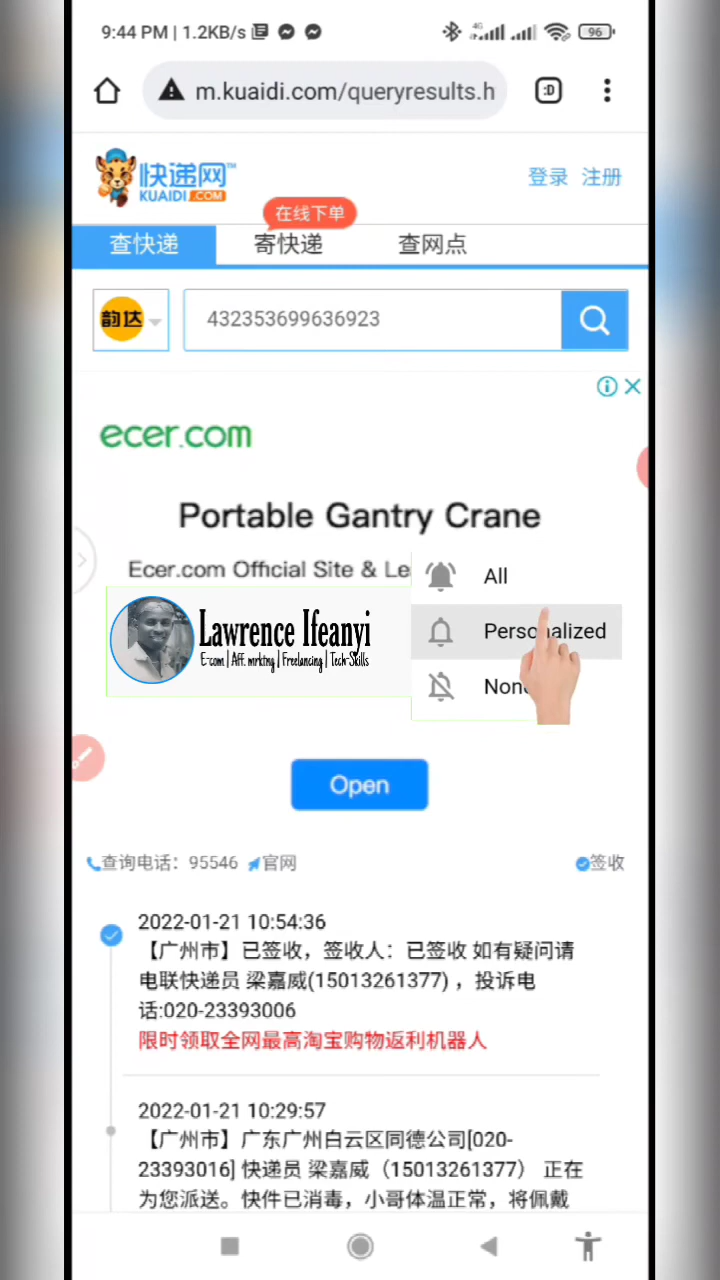 9:44 PM | 1.2KB/s
4G
96
m.kuaidi.com/queryresults.h
:D
快递网™
KUAIDI.COM
登录 注册
在线下单
查快递 寄快递 查网点
韵达
432353699636923
ecer.com
Portable Gantry Crane
Ecer.com Official Site & Le
All
Lawrence Ifeanyi
E-com | Aff. mrktng | Freelancing | Tech-Skills
Personalized
None
Open
查询电话：95546 官网 签收
2022-01-21 10:54:36
【广州市】已签收，签收人：已签收 如有疑问请
电联快递员 梁嘉威(15013261377) ，投诉电
话:020-23393006
限时领取全网最高淘宝购物返利机器人
2022-01-21 10:29:57
【广州市】广东广州白云区同德公司[020-
23393016] 快递员 梁嘉威（15013261377） 正在
为您派送。快件已消毒，小哥体温正常，将佩戴